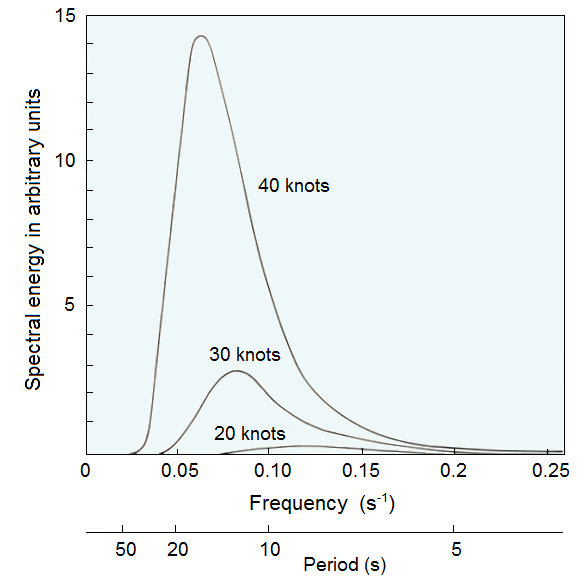 15
10
5
Spectral energy in arbitrary units
40 knots
30 knots
20 knots
0 0.05 0.10 0.15 0.2 0.25
Frequency (s⁻¹)
50 20 10 5
Period (s)